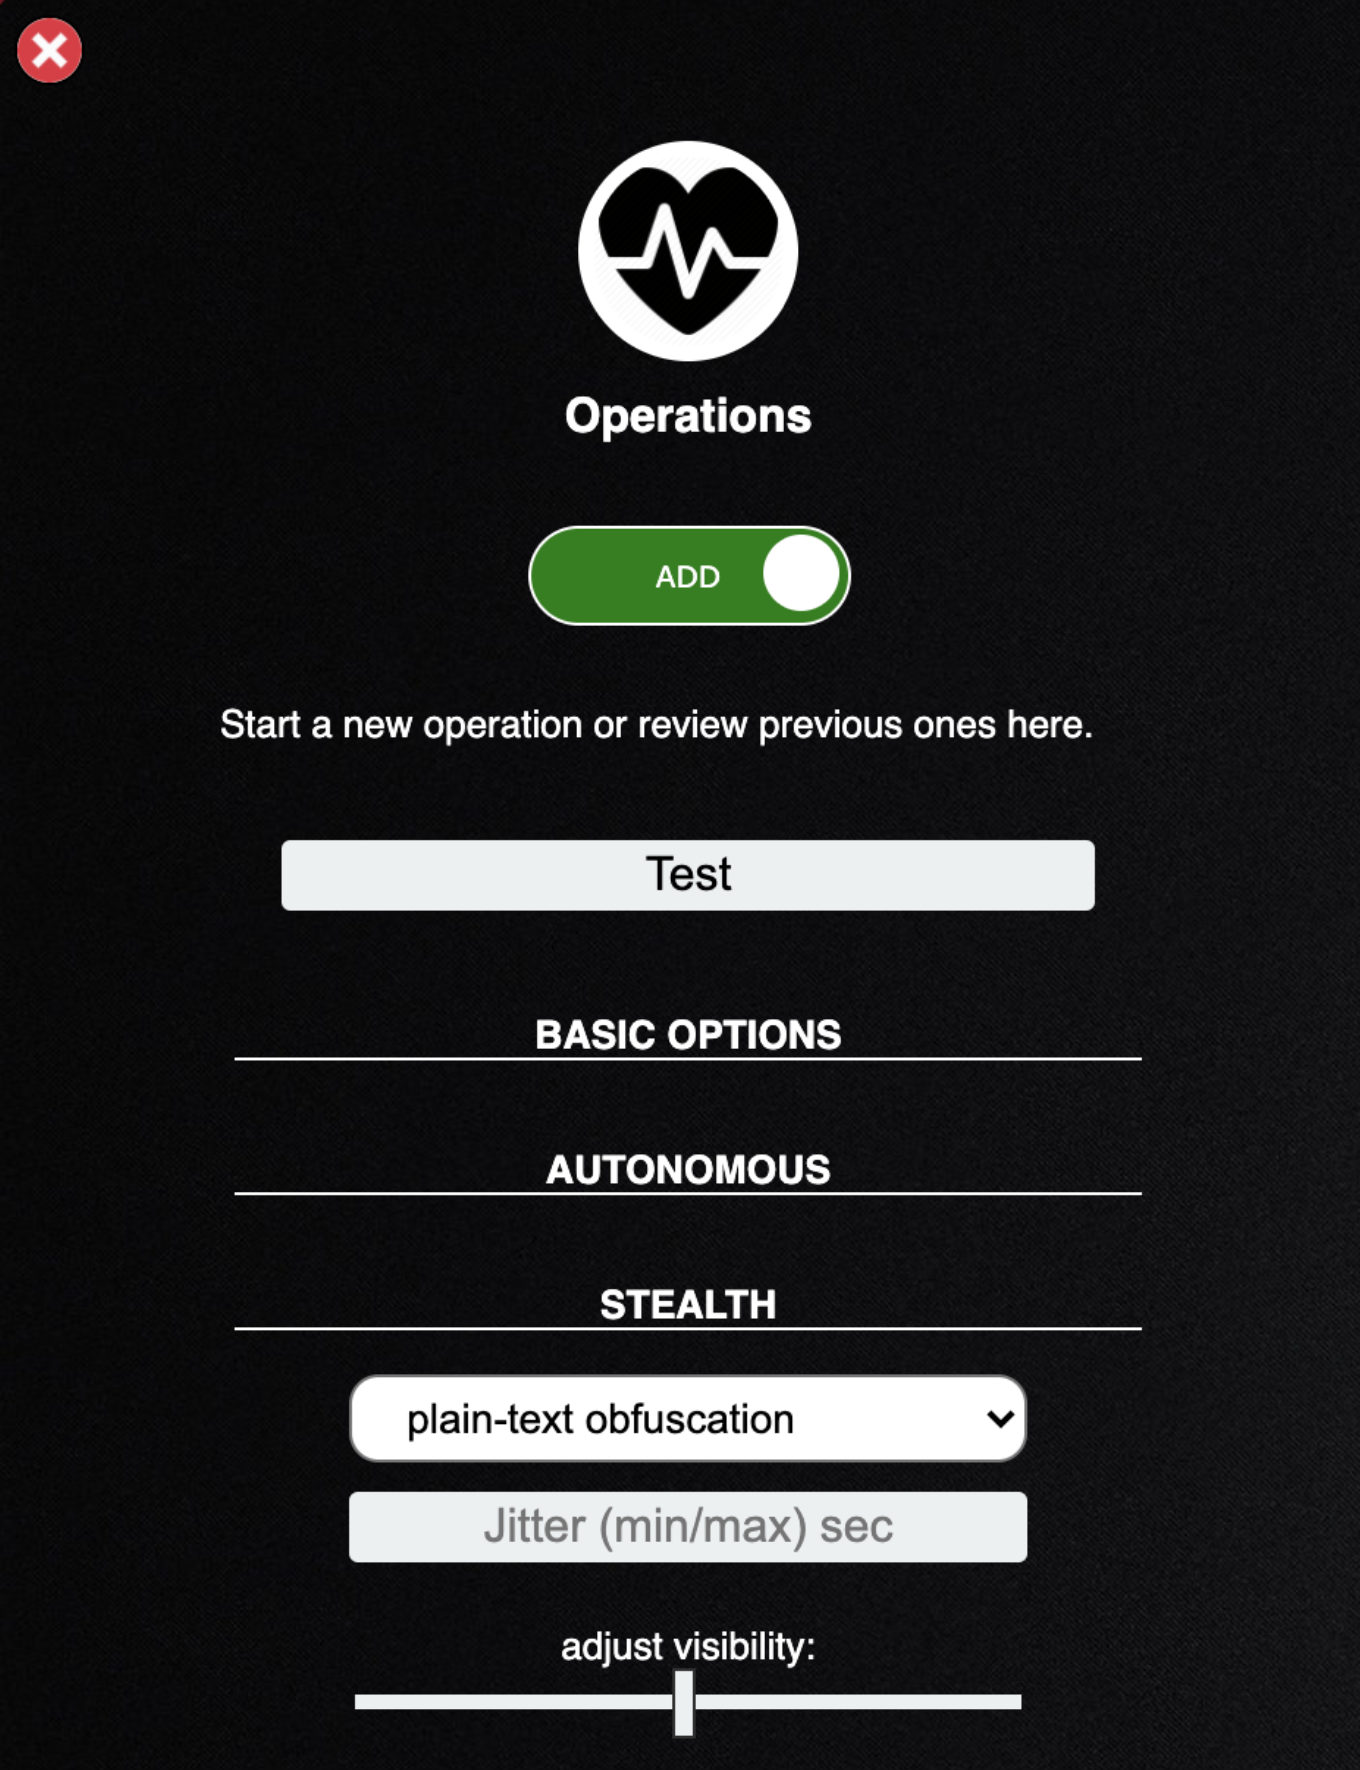 Operations
ADD
Start a new operation or review previous ones here.
Test
BASIC OPTIONS
AUTONOMOUS
STEALTH
plain-text obfuscation
Jitter (min/max) sec
adjust visibility: